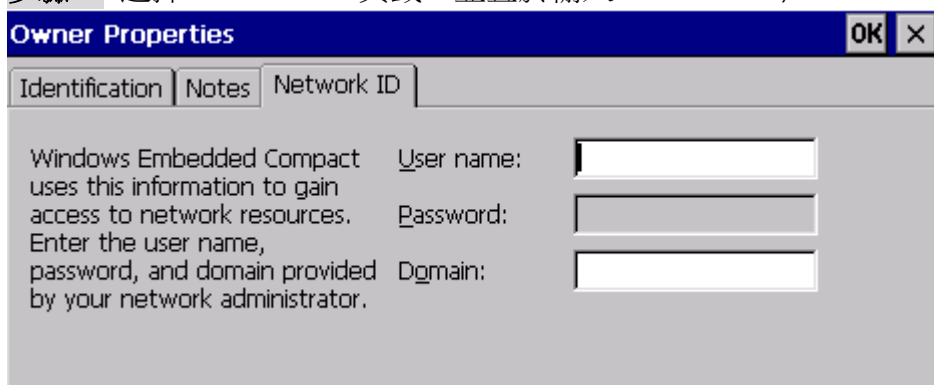 Owner Properties OK ×
Identification Notes Network ID
Windows Embedded Compact
uses this information to gain
access to network resources.
Enter the user name,
password, and domain provided
by your network administrator.
User name:
Password:
Domain: